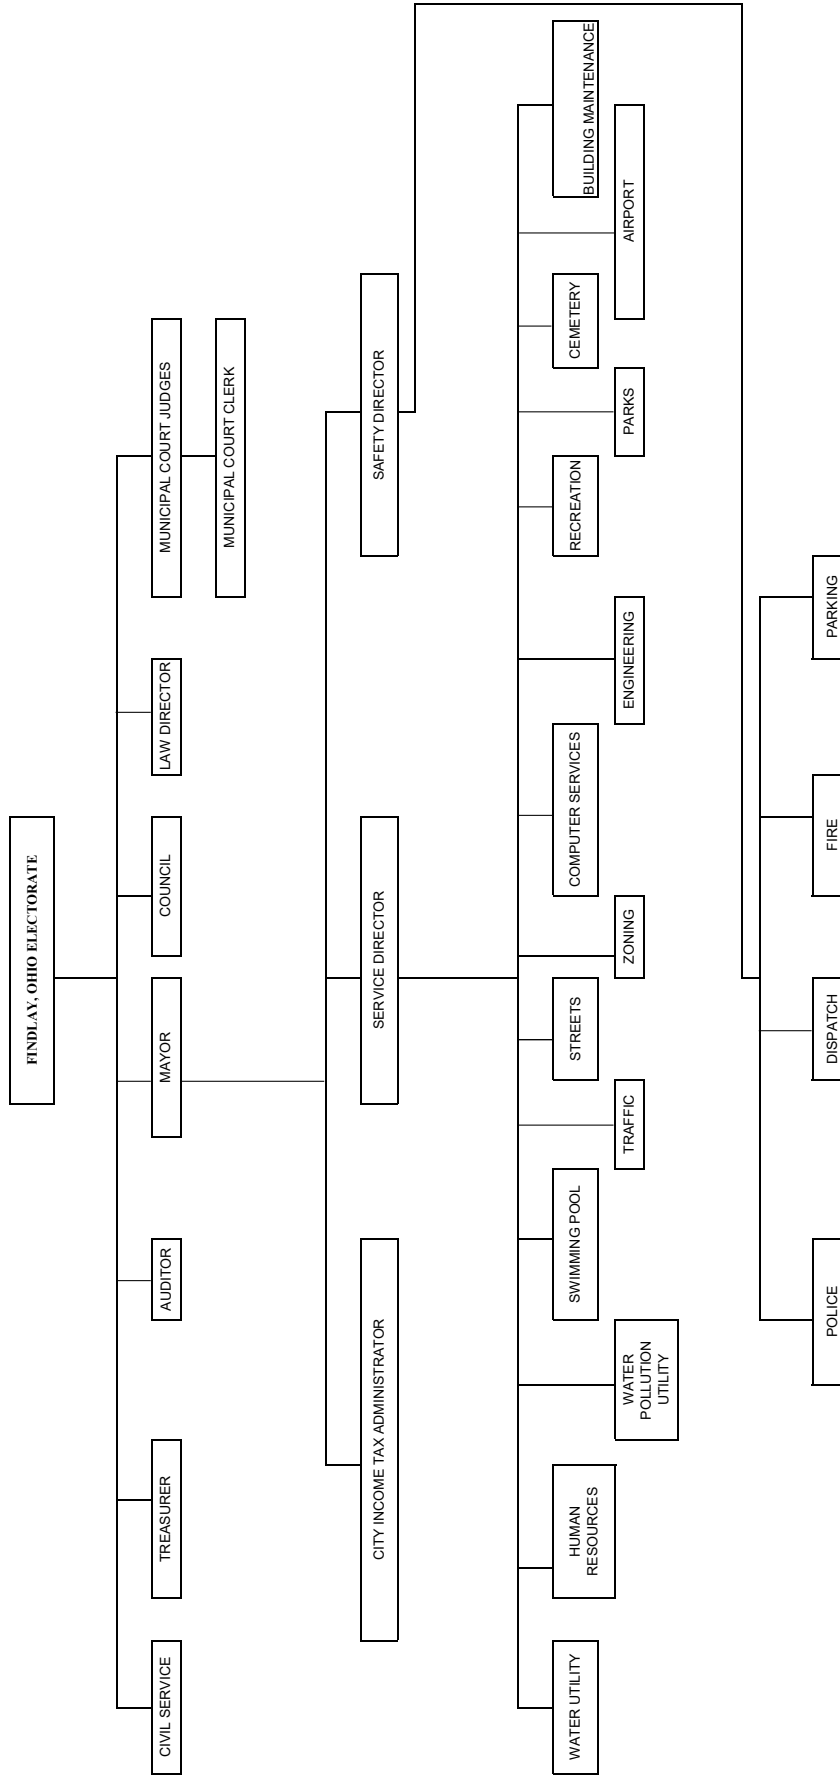 FINDLAY, OHIO ELECTORATE
CIVIL SERVICE
TREASURER
AUDITOR
MAYOR
COUNCIL
LAW DIRECTOR
MUNICIPAL COURT JUDGES
MUNICIPAL COURT CLERK
CITY INCOME TAX ADMINISTRATOR
SERVICE DIRECTOR
SAFETY DIRECTOR
WATER UTILITY
HUMAN
RESOURCES
WATER
POLLUTION
UTILITY
SWIMMING POOL
TRAFFIC
STREETS
ZONING
COMPUTER SERVICES
ENGINEERING
RECREATION
PARKS
CEMETERY
AIRPORT
BUILDING MAINTENANCE
POLICE
DISPATCH
FIRE
PARKING